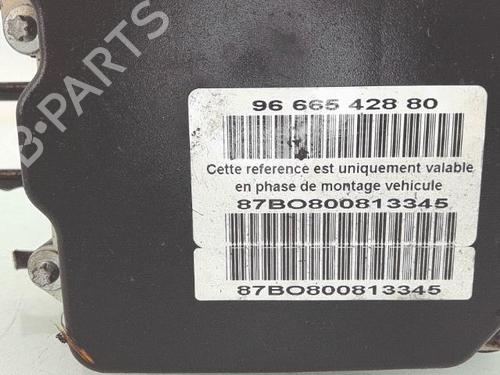 B-PARTS
96 665 428 80
Cette reference est uniquement valable
en phase de montage vehicule
87BO800813345
87BO800813345